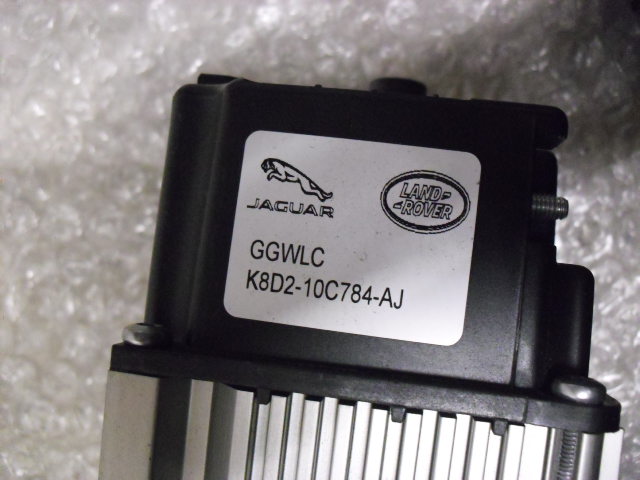 JAGUAR
LAND
ROVER
GGWLC
K8D2-10C784-AJ